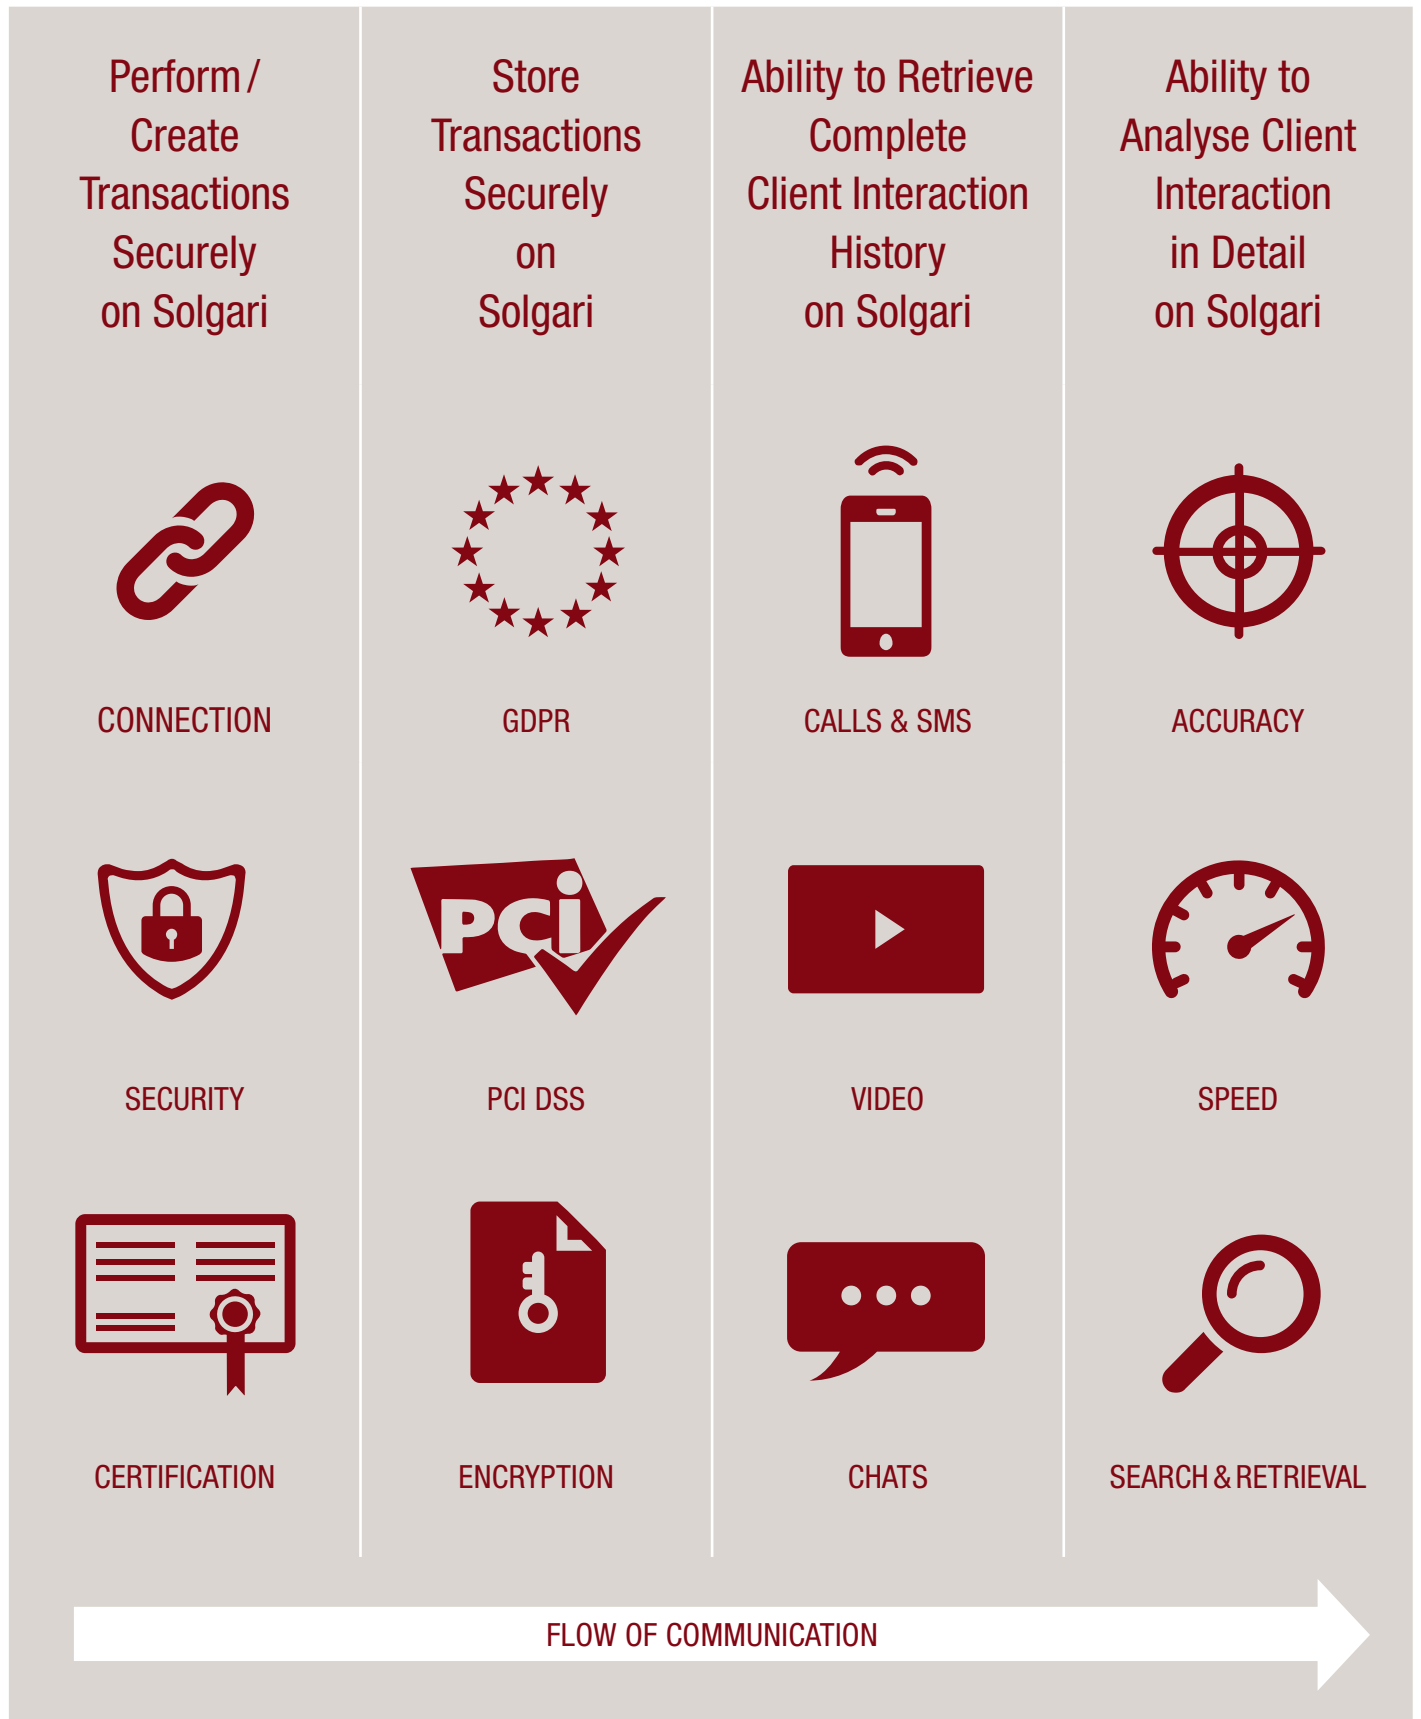 Perform /
Create
Transactions
Securely
on Solgari
Store
Transactions
Securely
on
Solgari
Ability to Retrieve
Complete
Client Interaction
History
on Solgari
Ability to
Analyse Client
Interaction
in Detail
on Solgari
CONNECTION
GDPR
CALLS & SMS
ACCURACY
PCi
SECURITY
PCI DSS
VIDEO
SPEED
CERTIFICATION
ENCRYPTION
CHATS
SEARCH & RETRIEVAL
FLOW OF COMMUNICATION